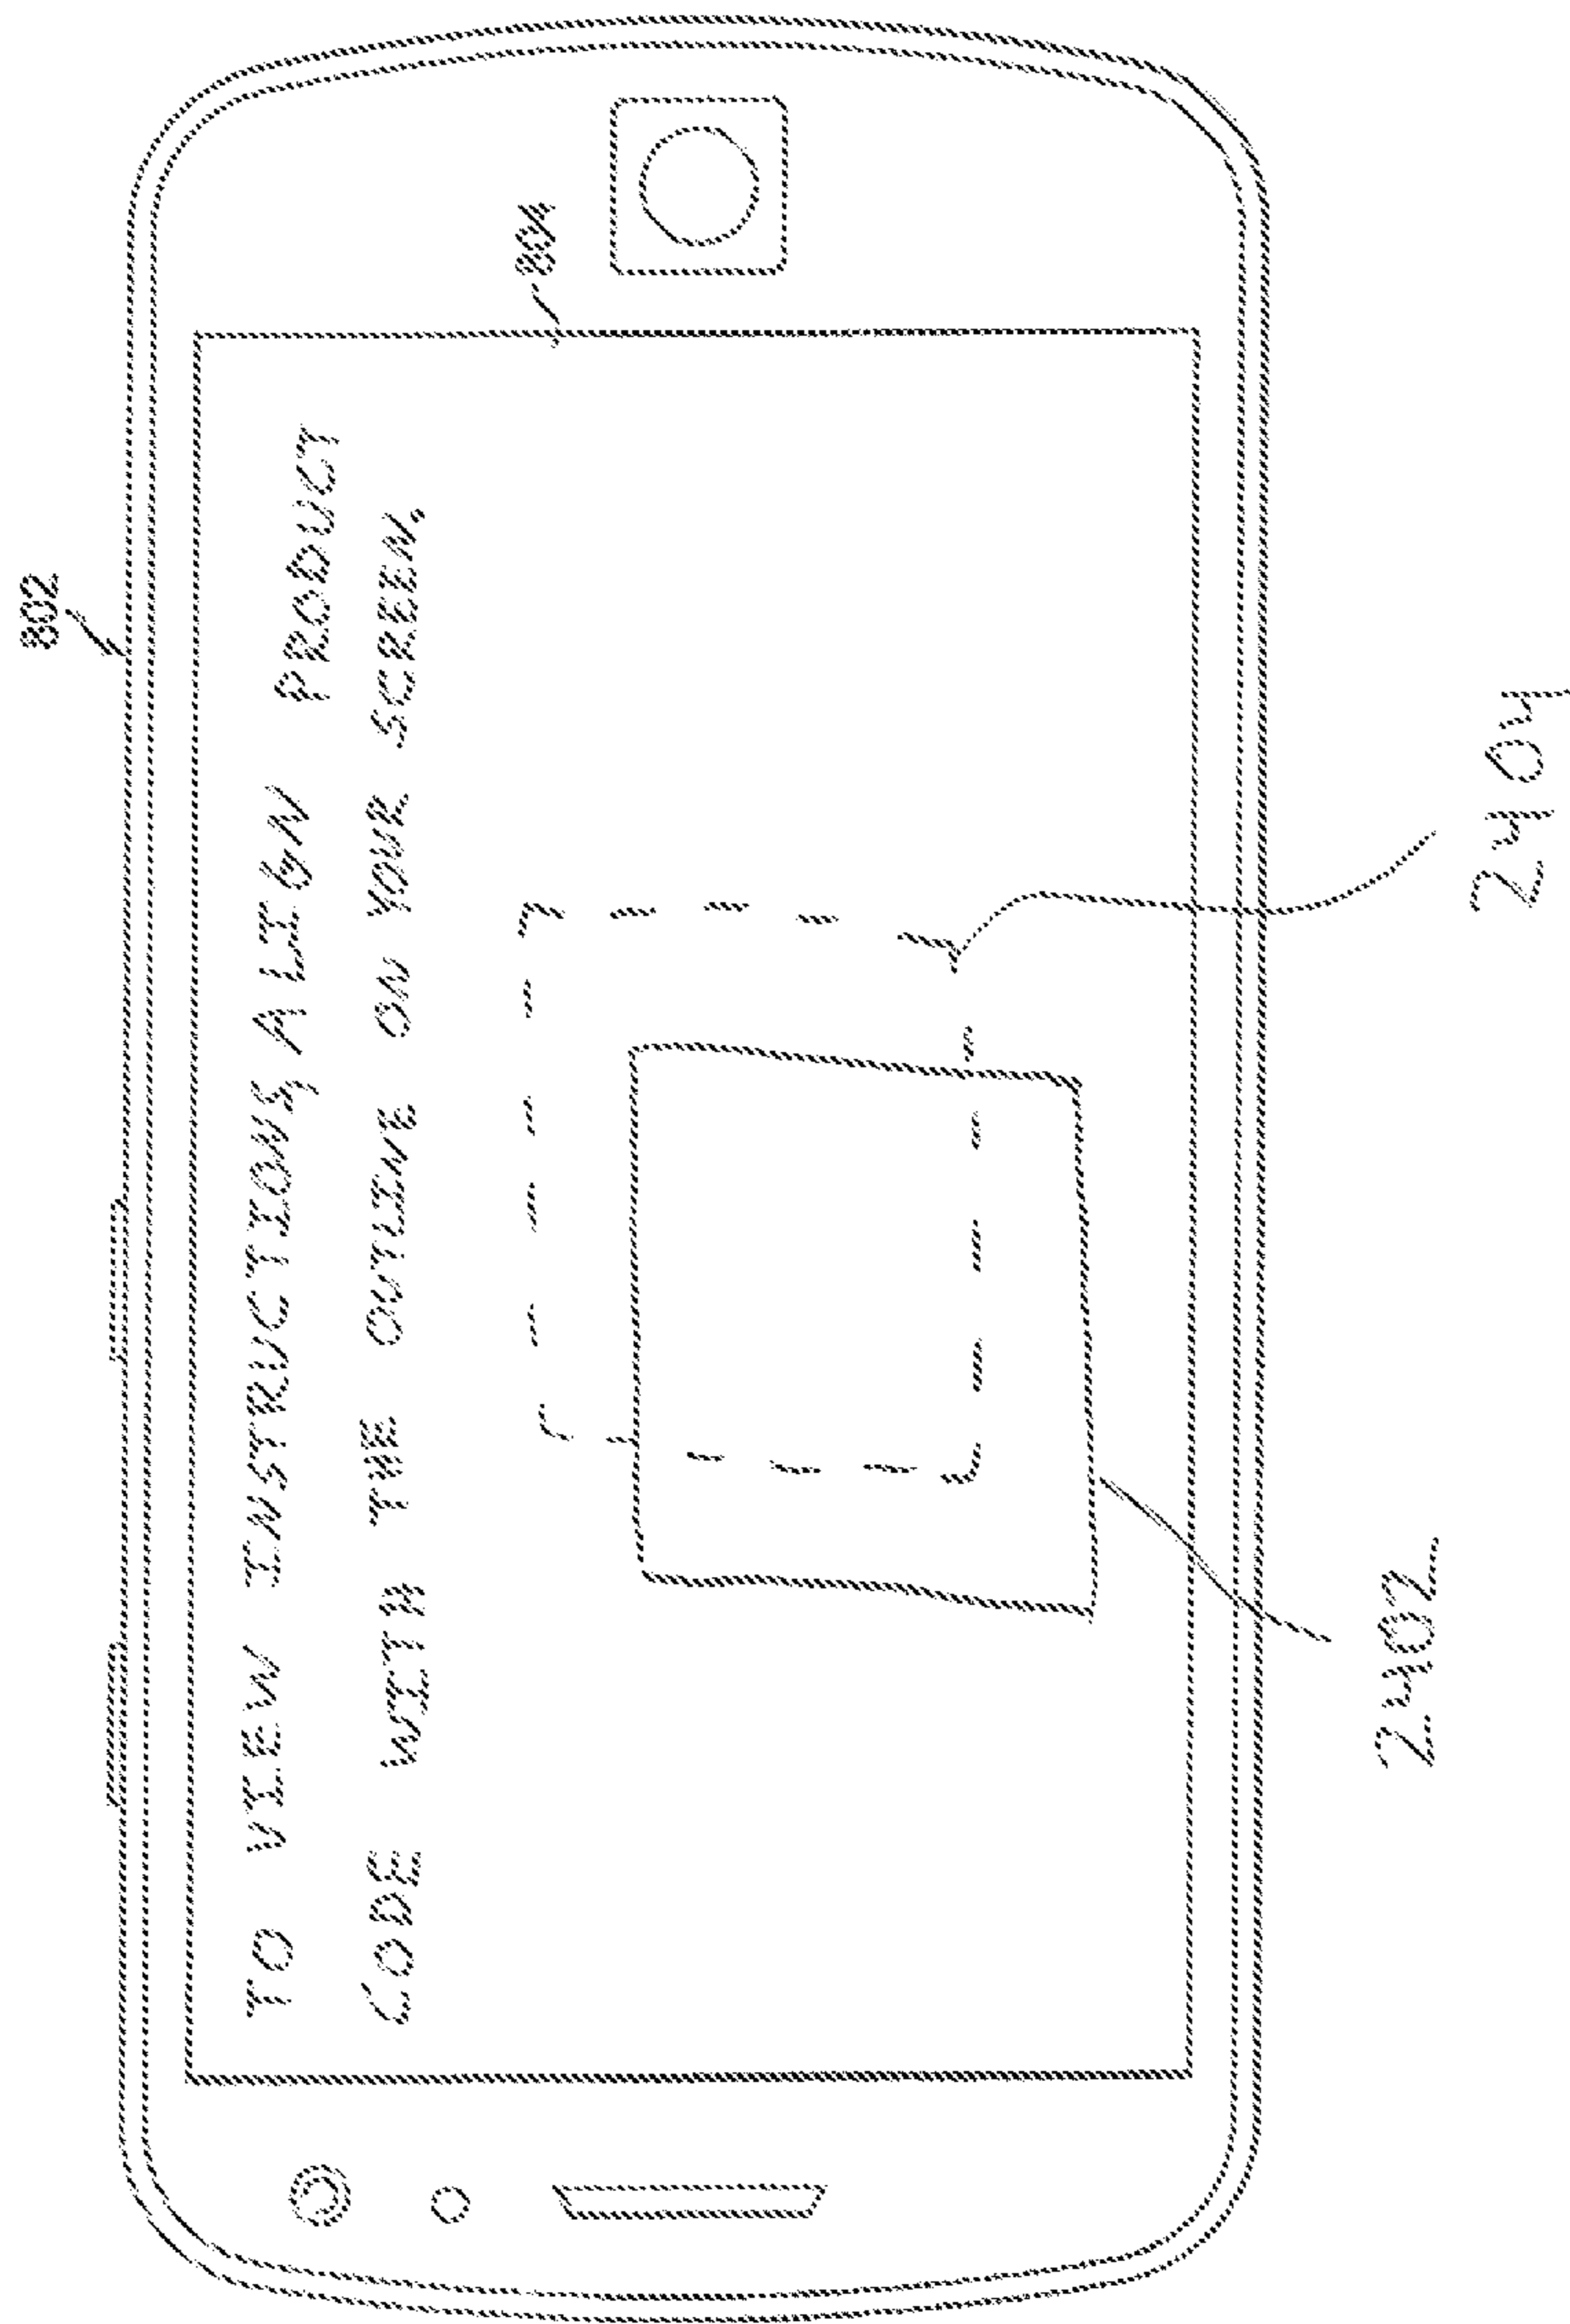 802
804
TO VIEW INSTRUCTIONS, ALIGN PRODUCT
CODE WITH THE OUTLINE ON YOUR SCREEN.
2404
2402